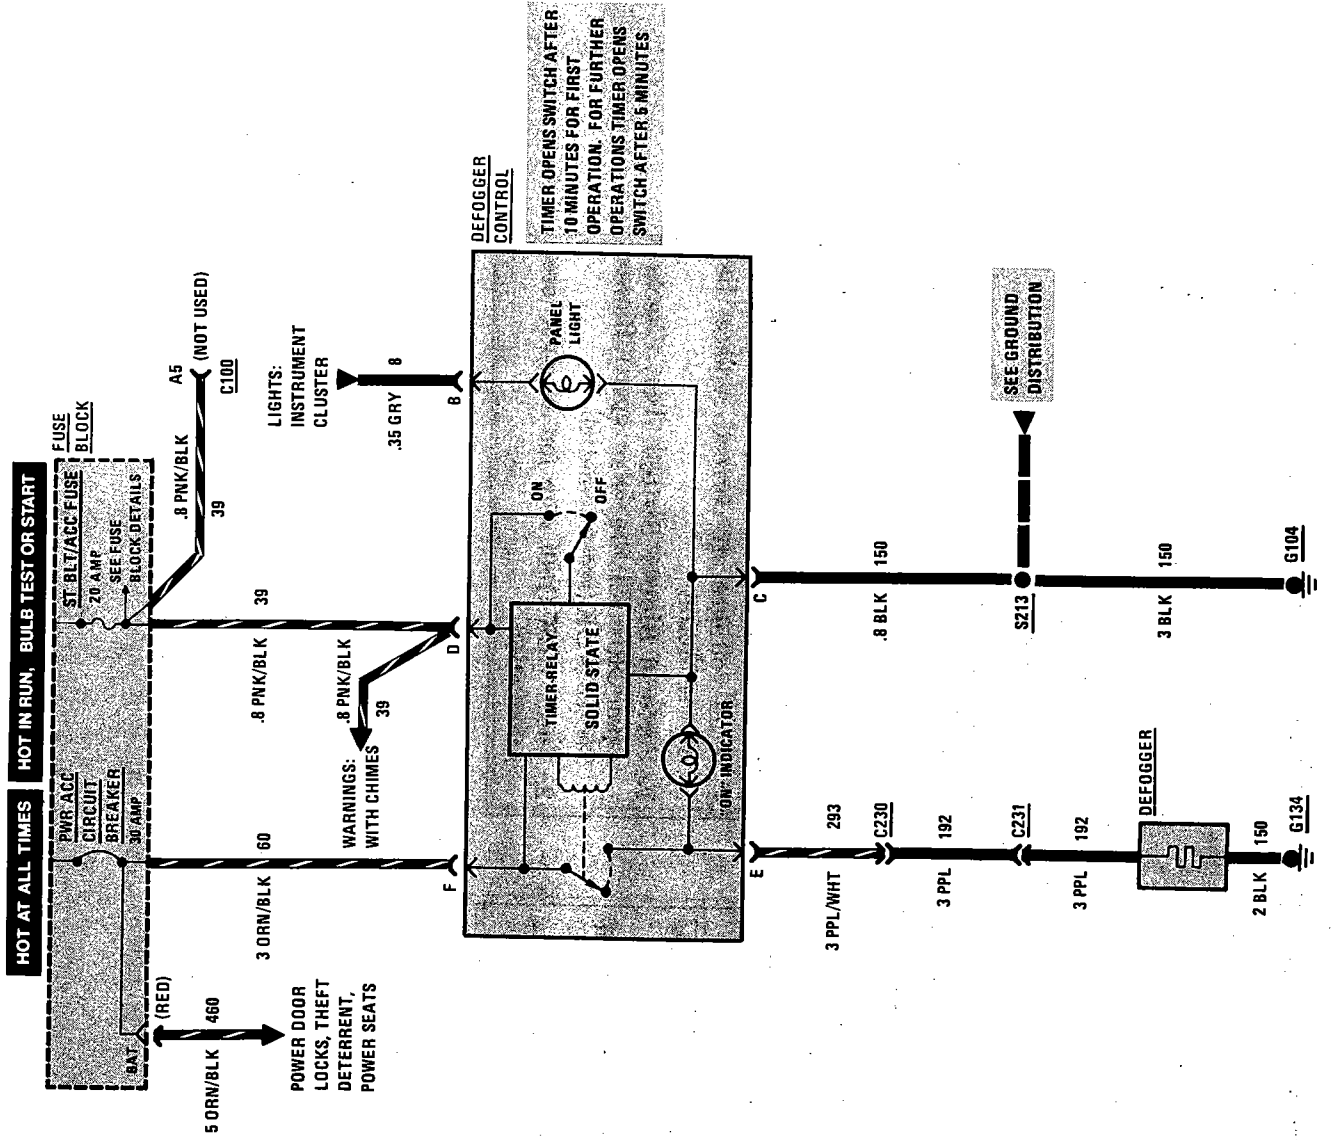 HOT AT ALL TIMES
HOT IN RUN, BULB TEST OR START
PWR ACC
CIRCUIT
BREAKER
30 AMP
ST BLT/ACC FUSE
20 AMP
SEE FUSE
BLOCK DETAILS
FUSE
BLOCK
BAT
(RED)
5 ORN/BLK
460
POWER DOOR
LOCKS, THEFT
DETERRENT,
POWER SEATS
3 ORN/BLK
60
.8 PNK/BLK
39
.8 PNK/BLK
39
A5
(NOT USED)
C100
.8 PNK/BLK
39
WARNINGS:
WITH CHIMES
LIGHTS:
INSTRUMENT
CLUSTER
.35 GRY
8
F
D
B
DEFOGGER
CONTROL
TIMER OPENS SWITCH AFTER
10 MINUTES FOR FIRST
OPERATION. FOR FURTHER
OPERATIONS TIMER OPENS
SWITCH AFTER 5 MINUTES
TIMER-RELAY
SOLID STATE
ON
OFF
PANEL
LIGHT
"ON" INDICATOR
E
C
3 PPL/WHT
293
C230
3 PPL
192
C231
3 PPL
192
DEFOGGER
2 BLK
150
G134
.8 BLK
150
S213
SEE GROUND
DISTRIBUTION
3 BLK
150
G104